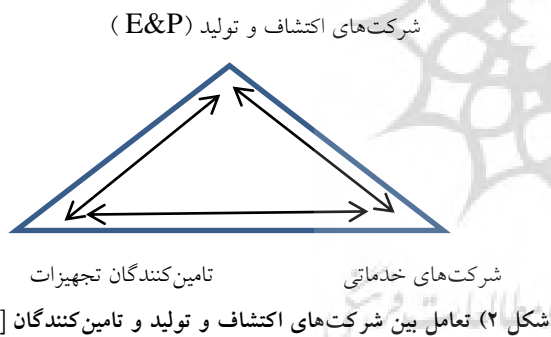 شرکت‌های اکتشاف و تولید (E&P)
شرکت‌های خدماتی تامین‌کنندگان تجهیزات
شکل ۲) تعامل بین شرکت‌های اکتشاف و تولید و تامین‌کنندگان [